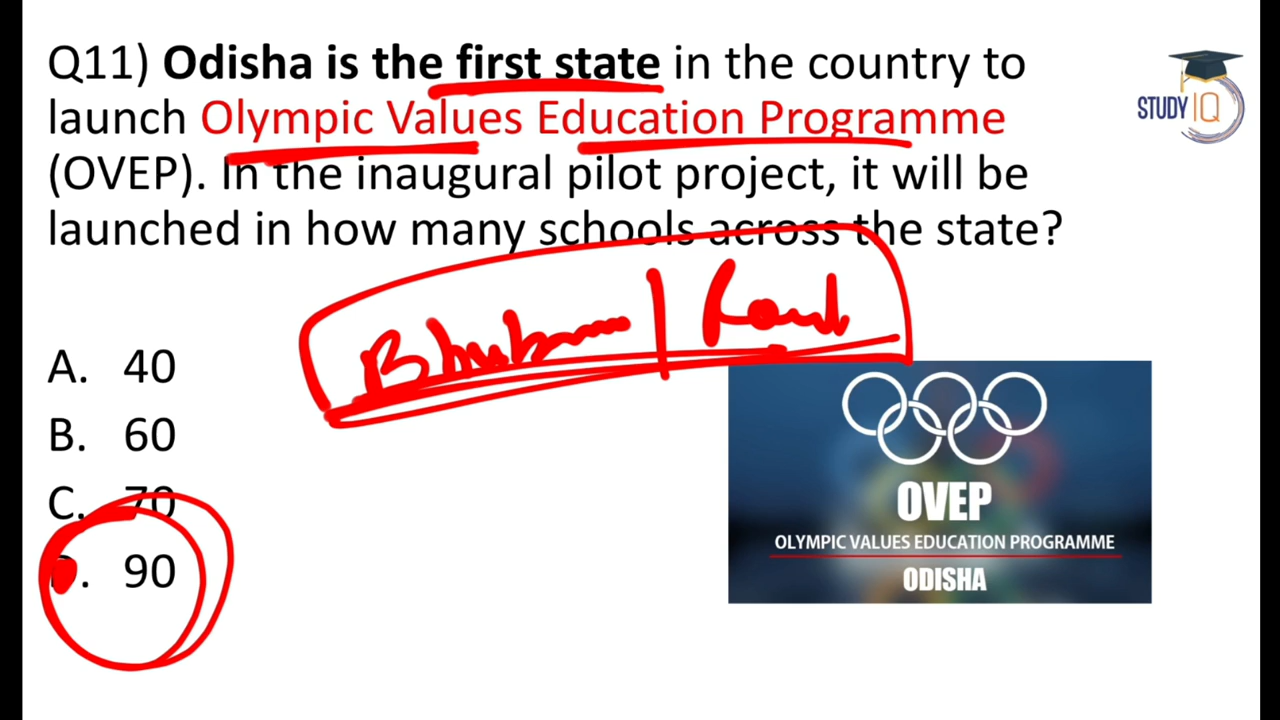 Q11) Odisha is the first state in the country to
launch Olympic Values Education Programme
(OVEP). In the inaugural pilot project, it will be
launched in how many schools across the state?
STUDY IQ
A. 40
B. 60
C. 70
D. 90
OVEP
OLYMPIC VALUES EDUCATION PROGRAMME
ODISHA